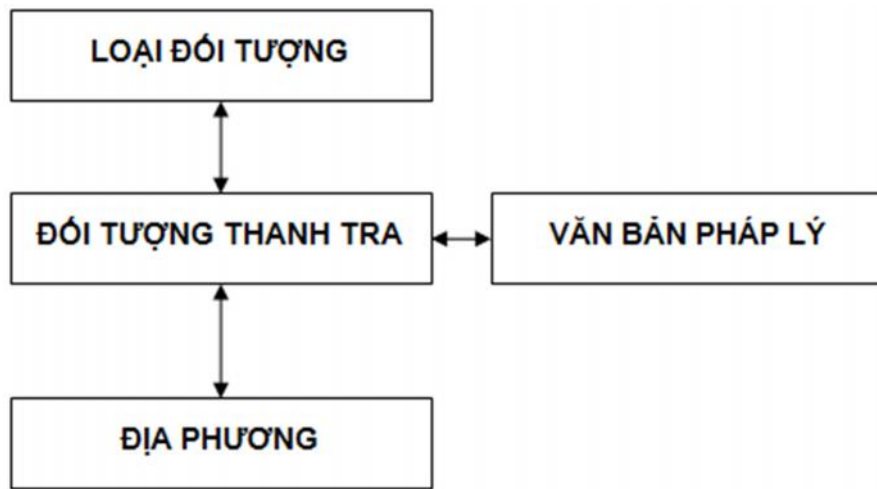 LOẠI ĐỐI TƯỢNG
ĐỐI TƯỢNG THANH TRA
VĂN BẢN PHÁP LÝ
ĐỊA PHƯƠNG